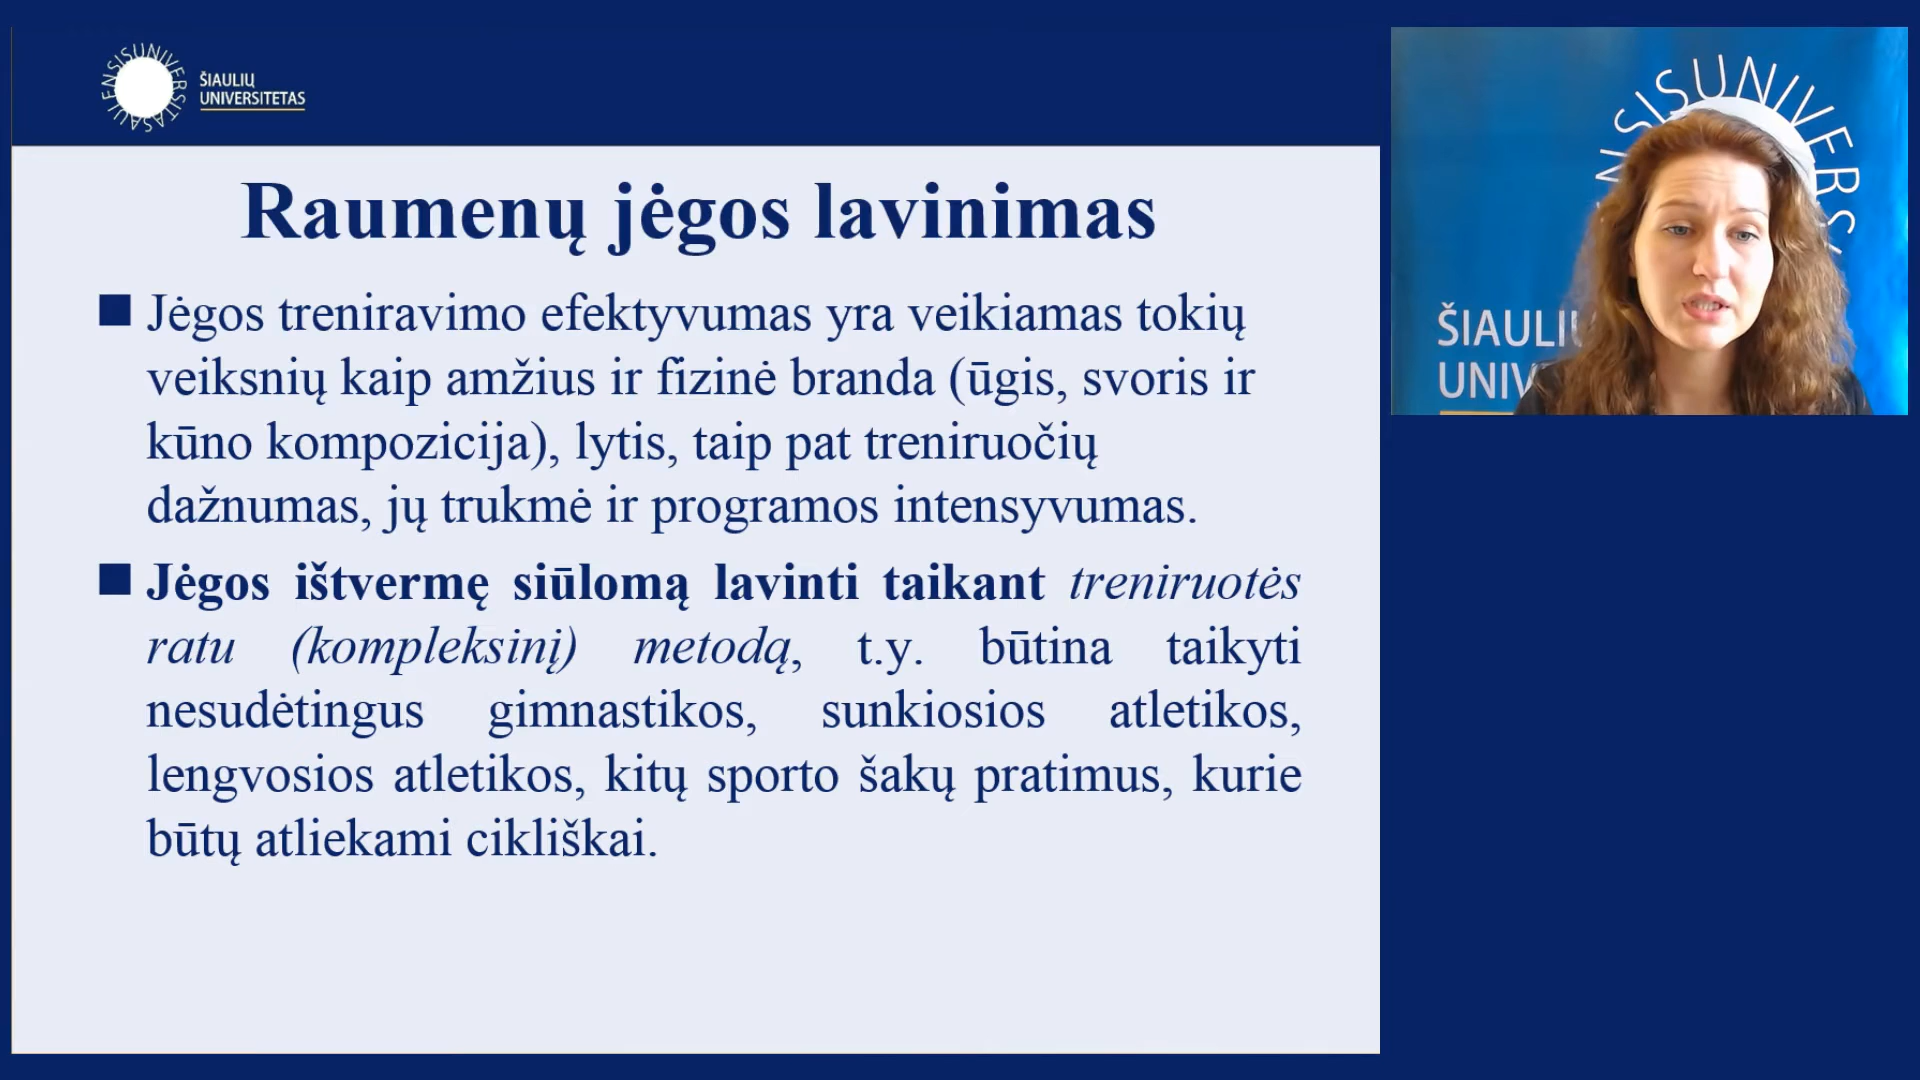 SAULENSISUNIVERSITAS
ŠIAULIŲ
UNIVERSITETAS
Raumenų jėgos lavinimas
Jėgos treniravimo efektyvumas yra veikiamas tokių
veiksnių kaip amžius ir fizinė branda (ūgis, svoris ir
kūno kompozicija), lytis, taip pat treniruočių
dažnumas, jų trukmė ir programos intensyvumas.
Jėgos ištvermę siūlomą lavinti taikant treniruotės
ratu (kompleksinį) metodą, t.y. būtina taikyti
nesudėtingus gimnastikos, sunkiosios atletikos,
lengvosios atletikos, kitų sporto šakų pratimus, kurie
būtų atliekami cikliškai.
NSISUNIVERS
ŠIAULI
UNIV